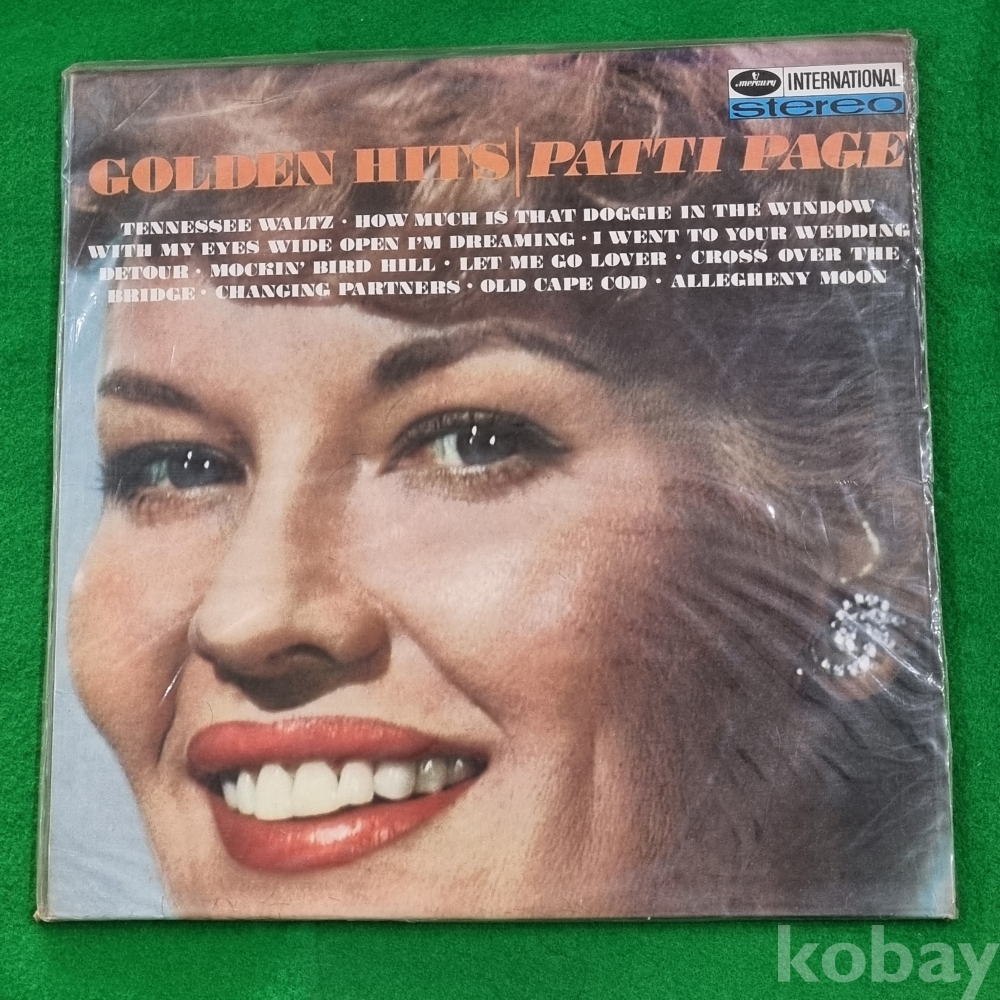 mercury INTERNATIONAL
stereo
GOLDEN HITS | PATTI PAGE
TENNESSEE WALTZ · HOW MUCH IS THAT DOGGIE IN THE WINDOW
WITH MY EYES WIDE OPEN I'M DREAMING · I WENT TO YOUR WEDDING
DETOUR · MOCKIN' BIRD HILL · LET ME GO LOVER · CROSS OVER THE
BRIDGE · CHANGING PARTNERS · OLD CAPE COD · ALLEGHENY MOON
kobay